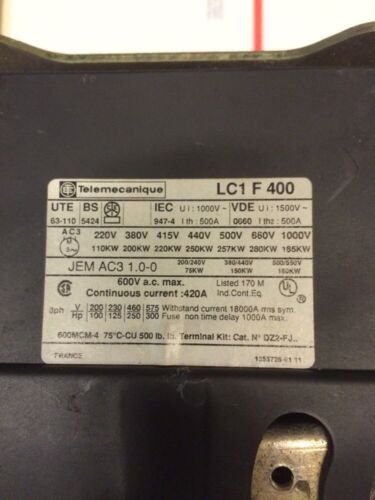 Telemecanique LC1 F 400
UTE BS IEC Ui: 1000V~ VDE Ui: 1500V~
63-110 5424 947-4 Ith: 500A 0660 Ith: 500A
AC3 220V 380V 415V 440V 500V 660V 1000V
3~ 110KW 200KW 220KW 250KW 257KW 280KW 185KW
JEM AC3 1.0-0 200/240V 75KW 380/440V 150KW 500/550V
600V a.c. max. Listed 170 M
Continuous current :420A Ind.Cont.Eq.
3ph V 200 230 460 575 Withstand current 18000A rms sym.
Hp 100 125 250 300 Fuse non time delay 1000A max.
600MCM-4 75°C-CU 500 lb. in. Terminal Kit: Cat. N° DZ2-FJ..
FRANCE